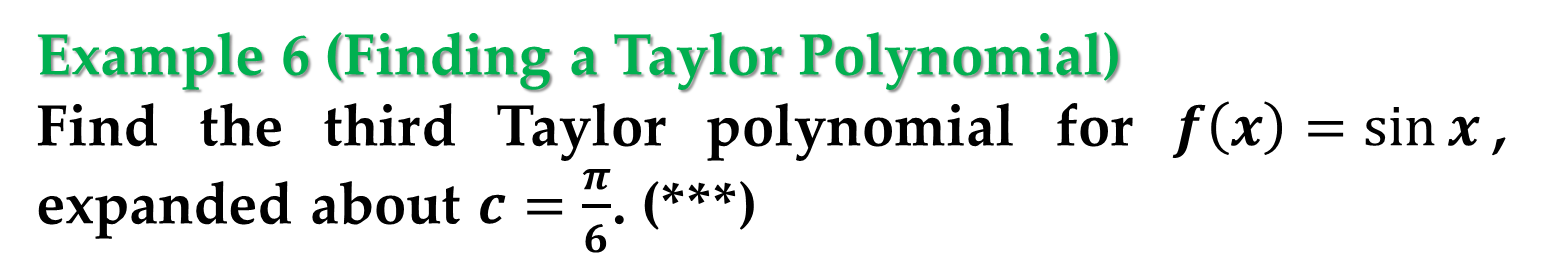 Example 6 (Finding a Taylor Polynomial)
Find the third Taylor polynomial for f(x) = sin x ,
expanded about c = π/6. (***)